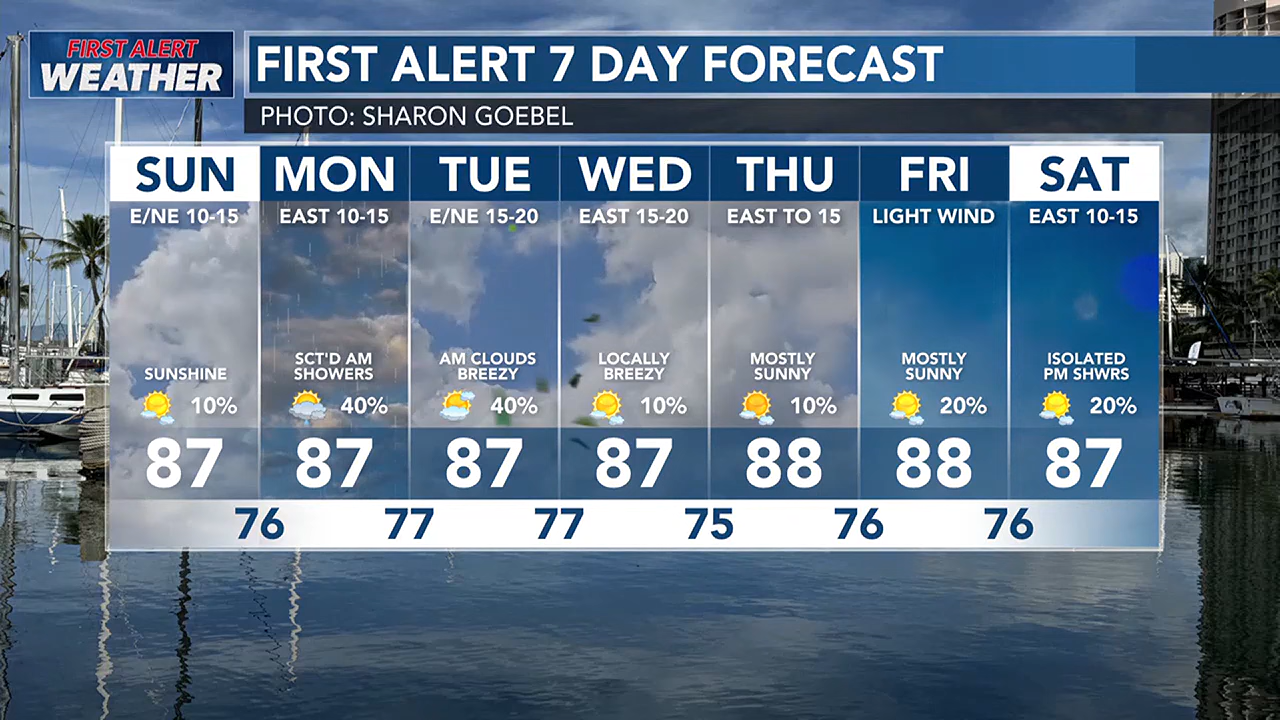 FIRST ALERT
WEATHER
FIRST ALERT 7 DAY FORECAST
PHOTO: SHARON GOEBEL
SUN MON TUE WED THU FRI SAT
E/NE 10-15 EAST 10-15 E/NE 15-20 EAST 15-20 EAST TO 15 LIGHT WIND EAST 10-15
SUNSHINE
SCT'D AM
SHOWERS
AM CLOUDS
BREEZY
LOCALLY
BREEZY
MOSTLY
SUNNY
MOSTLY
SUNNY
ISOLATED
PM SHWRS
10% 40% 40% 10% 10% 20% 20%
87 87 87 87 88 88 87
76 77 77 75 76 76